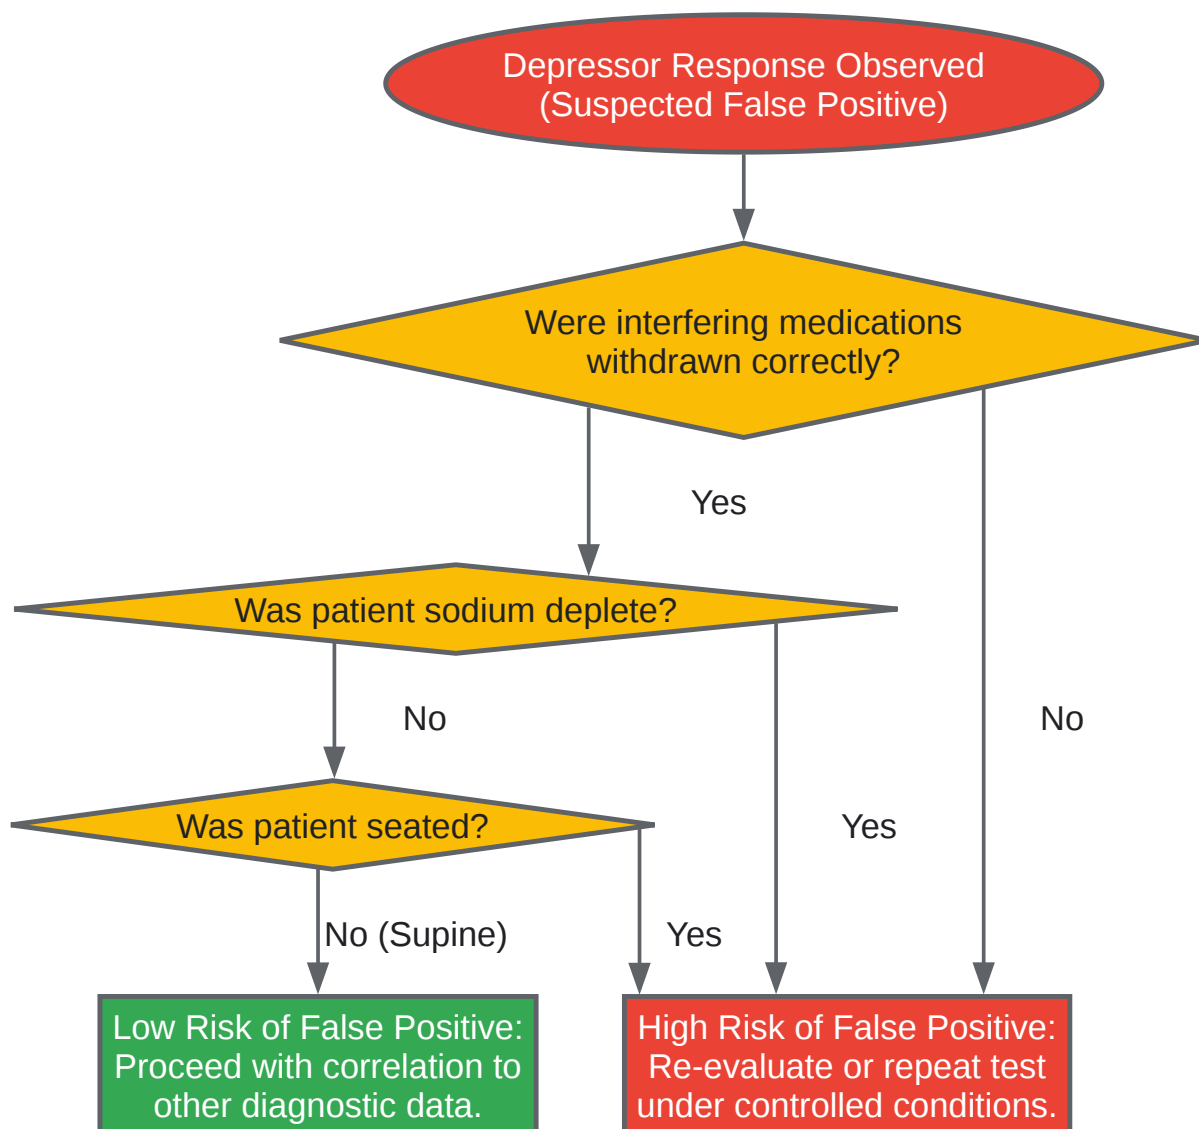 Depressor Response Observed
(Suspected False Positive)
Were interfering medications
withdrawn correctly?
Yes
Was patient sodium deplete?
No
No
Was patient seated?
Yes
No (Supine)
Yes
Low Risk of False Positive:
Proceed with correlation to
other diagnostic data.
High Risk of False Positive:
Re-evaluate or repeat test
under controlled conditions.